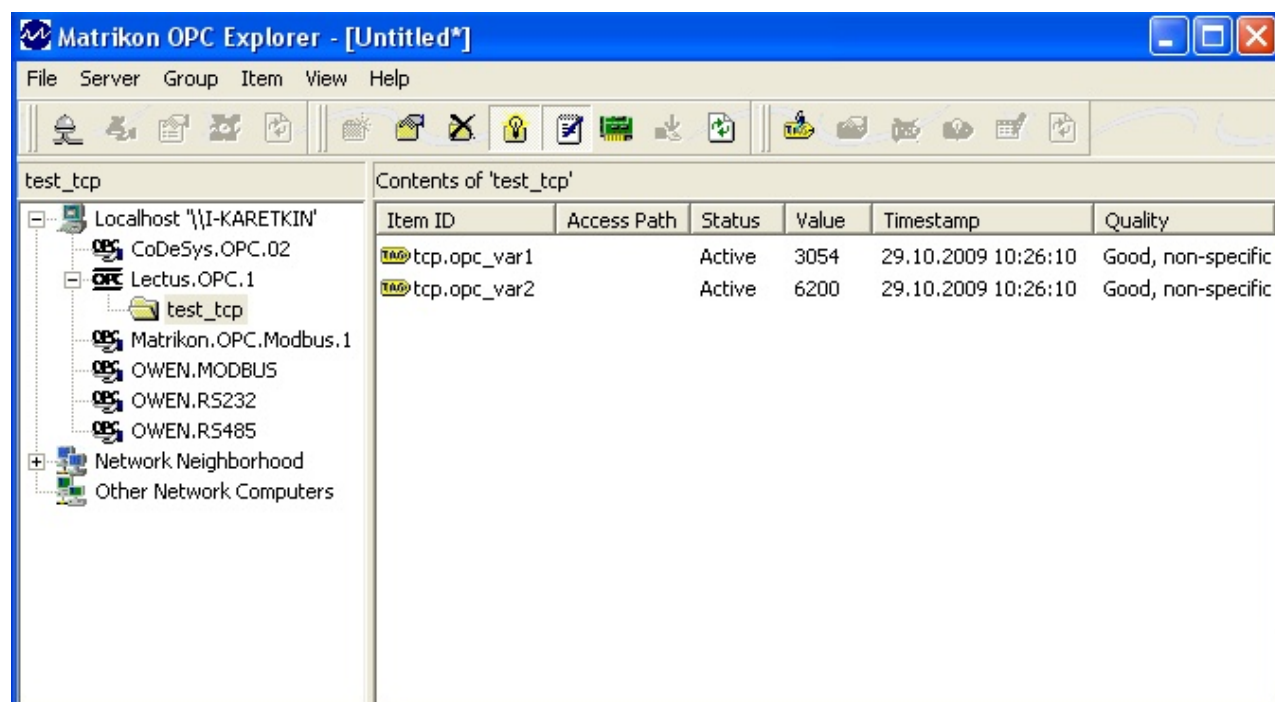 Matrikon OPC Explorer - [Untitled*]
File Server Group Item View Help
test_tcp
Contents of 'test_tcp'
Localhost '\\I-KARETKIN'
CoDeSys.OPC.02
Lectus.OPC.1
test_tcp
Matrikon.OPC.Modbus.1
OWEN.MODBUS
OWEN.RS232
OWEN.RS485
Network Neighborhood
Other Network Computers
Item ID Access Path Status Value Timestamp Quality
tcp.opc_var1 Active 3054 29.10.2009 10:26:10 Good, non-specific
tcp.opc_var2 Active 6200 29.10.2009 10:26:10 Good, non-specific